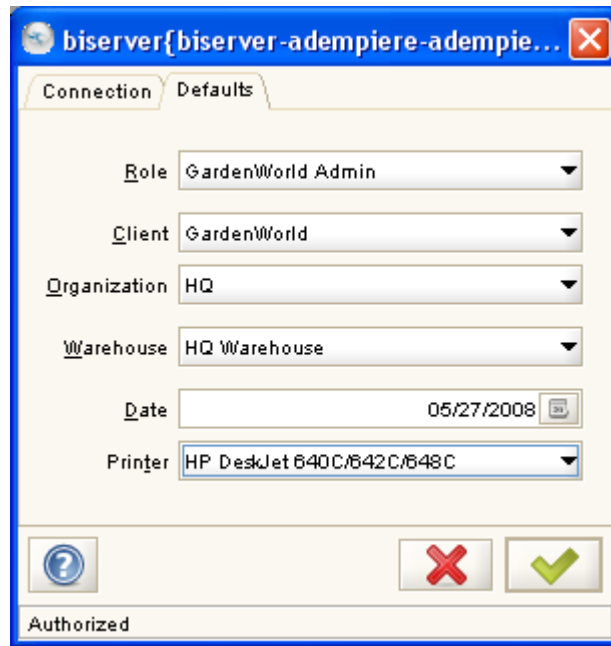 biserver{biserver-adempiere-adempie...
Connection Defaults
Role GardenWorld Admin
Client GardenWorld
Organization HQ
Warehouse HQ Warehouse
Date 05/27/2008
Printer HP DeskJet 640C/642C/648C
?
Authorized